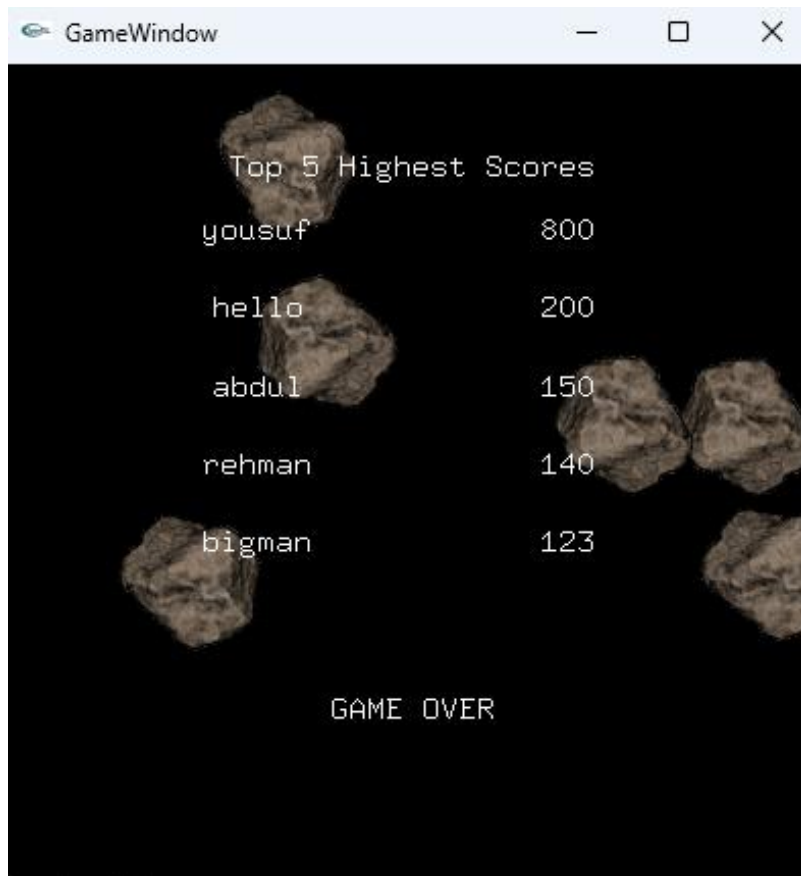 GameWindow
Top 5 Highest Scores
yousuf 800
hello 200
abdul 150
rehman 140
bigman 123
GAME OVER